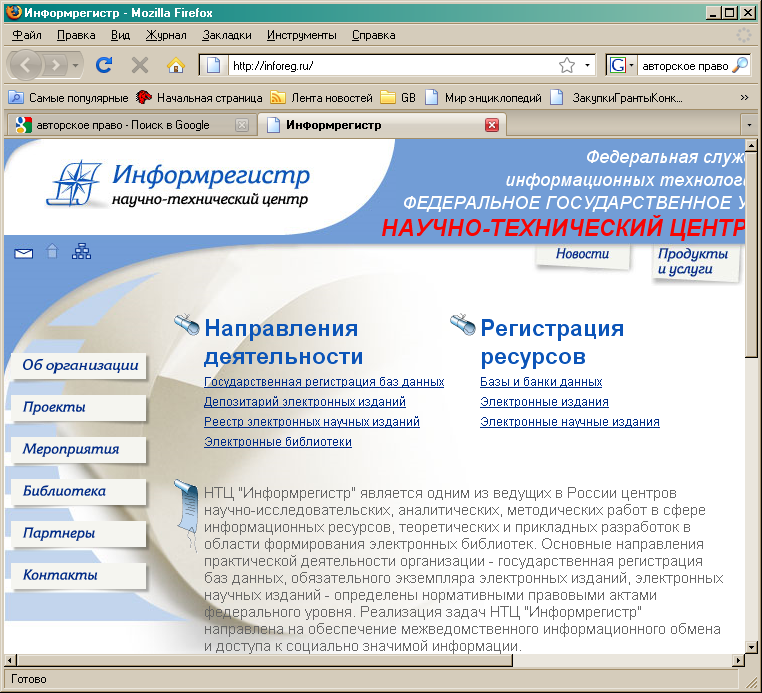 Информрегистр - Mozilla Firefox
Файл Правка Вид Журнал Закладки Инструменты Справка
http://inforeg.ru/ G авторское право
Самые популярные Начальная страница Лента новостей GB Мир энциклопедий ЗакупкиГрантыКонк... »
авторское право - Поиск в Google Информрегистр
Информрегистр
научно-технический центр
Федеральная служ
информационных технолог
ФЕДЕРАЛЬНОЕ ГОСУДАРСТВЕННОЕ У
НАУЧНО-ТЕХНИЧЕСКИЙ ЦЕНТР
Новости
Продукты
и услуги
Об организации
Проекты
Мероприятия
Библиотека
Партнеры
Контакты
Направления
деятельности
Государственная регистрация баз данных
Депозитарий электронных изданий
Реестр электронных научных изданий
Электронные библиотеки
Регистрация
ресурсов
Базы и банки данных
Электронные издания
Электронные научные издания
НТЦ "Информрегистр" является одним из ведущих в России центров
научно-исследовательских, аналитических, методических работ в сфере
информационных ресурсов, теоретических и прикладных разработок в
области формирования электронных библиотек. Основные направления
практической деятельности организации - государственная регистрация
баз данных, обязательного экземпляра электронных изданий, электронных
научных изданий - определены нормативными правовыми актами
федерального уровня. Реализация задач НТЦ "Информрегистр"
направлена на обеспечение межведомственного информационного обмена
и доступа к социально значимой информации.
Готово